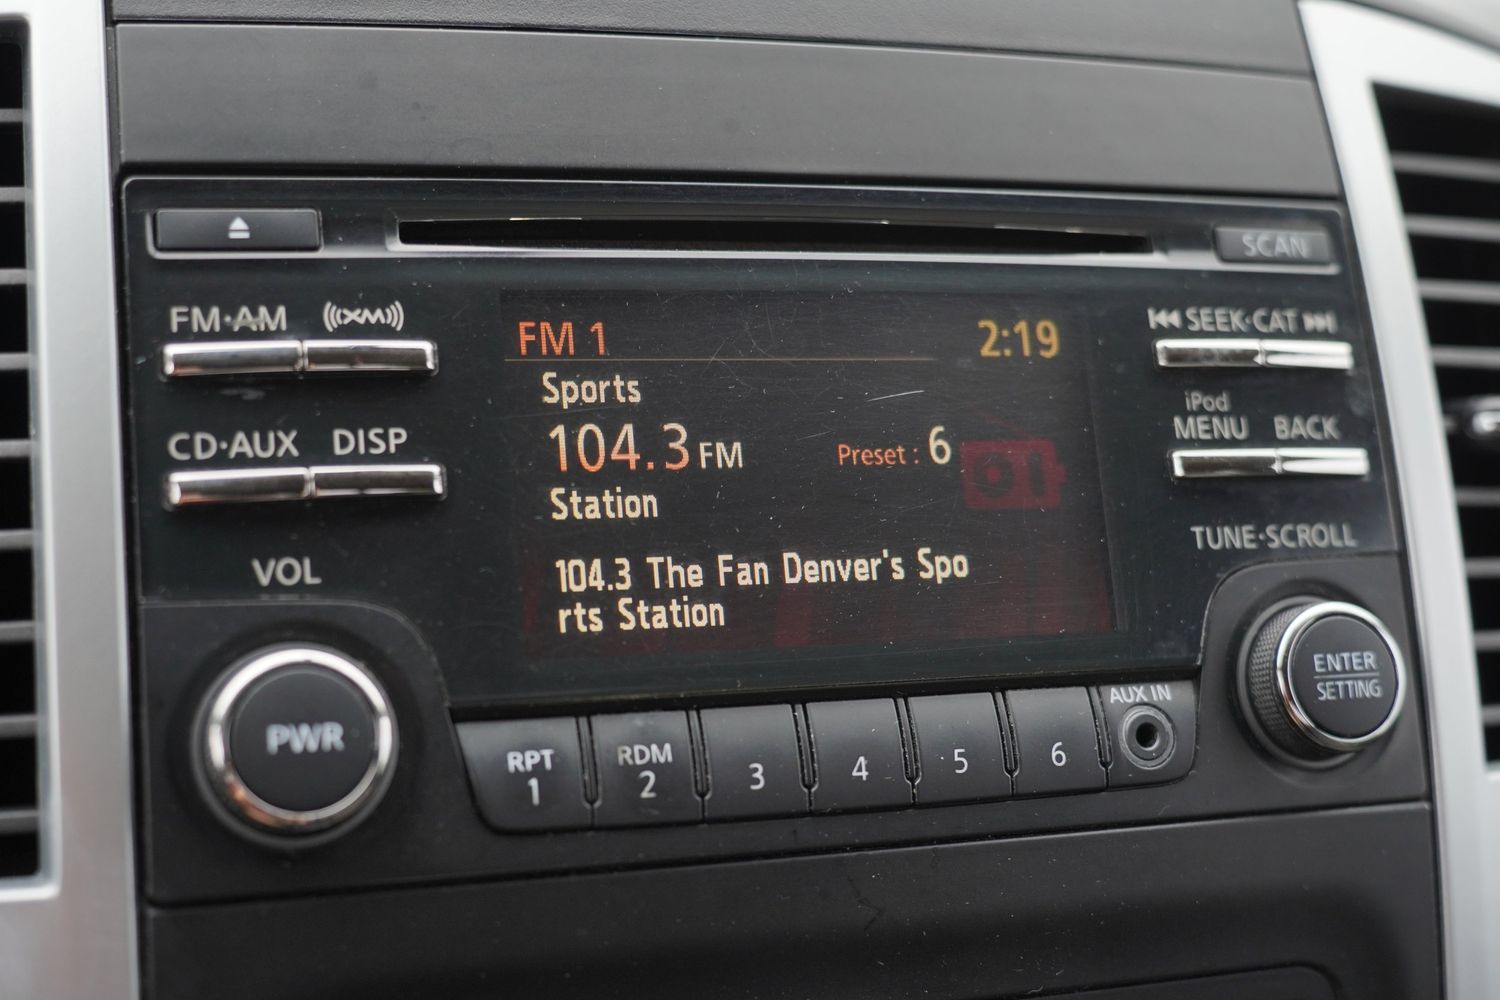 SCAN
FM·AM
((XM))
FM 1
2:19
SEEK·CAT
Sports
iPod
CD·AUX
DISP
104.3 FM
Preset : 6
MENU
BACK
Station
TUNE·SCROLL
VOL
104.3 The Fan Denver's Spo
rts Station
PWR
ENTER
SETTING
RPT
1
RDM
2
3
4
5
6
AUX IN